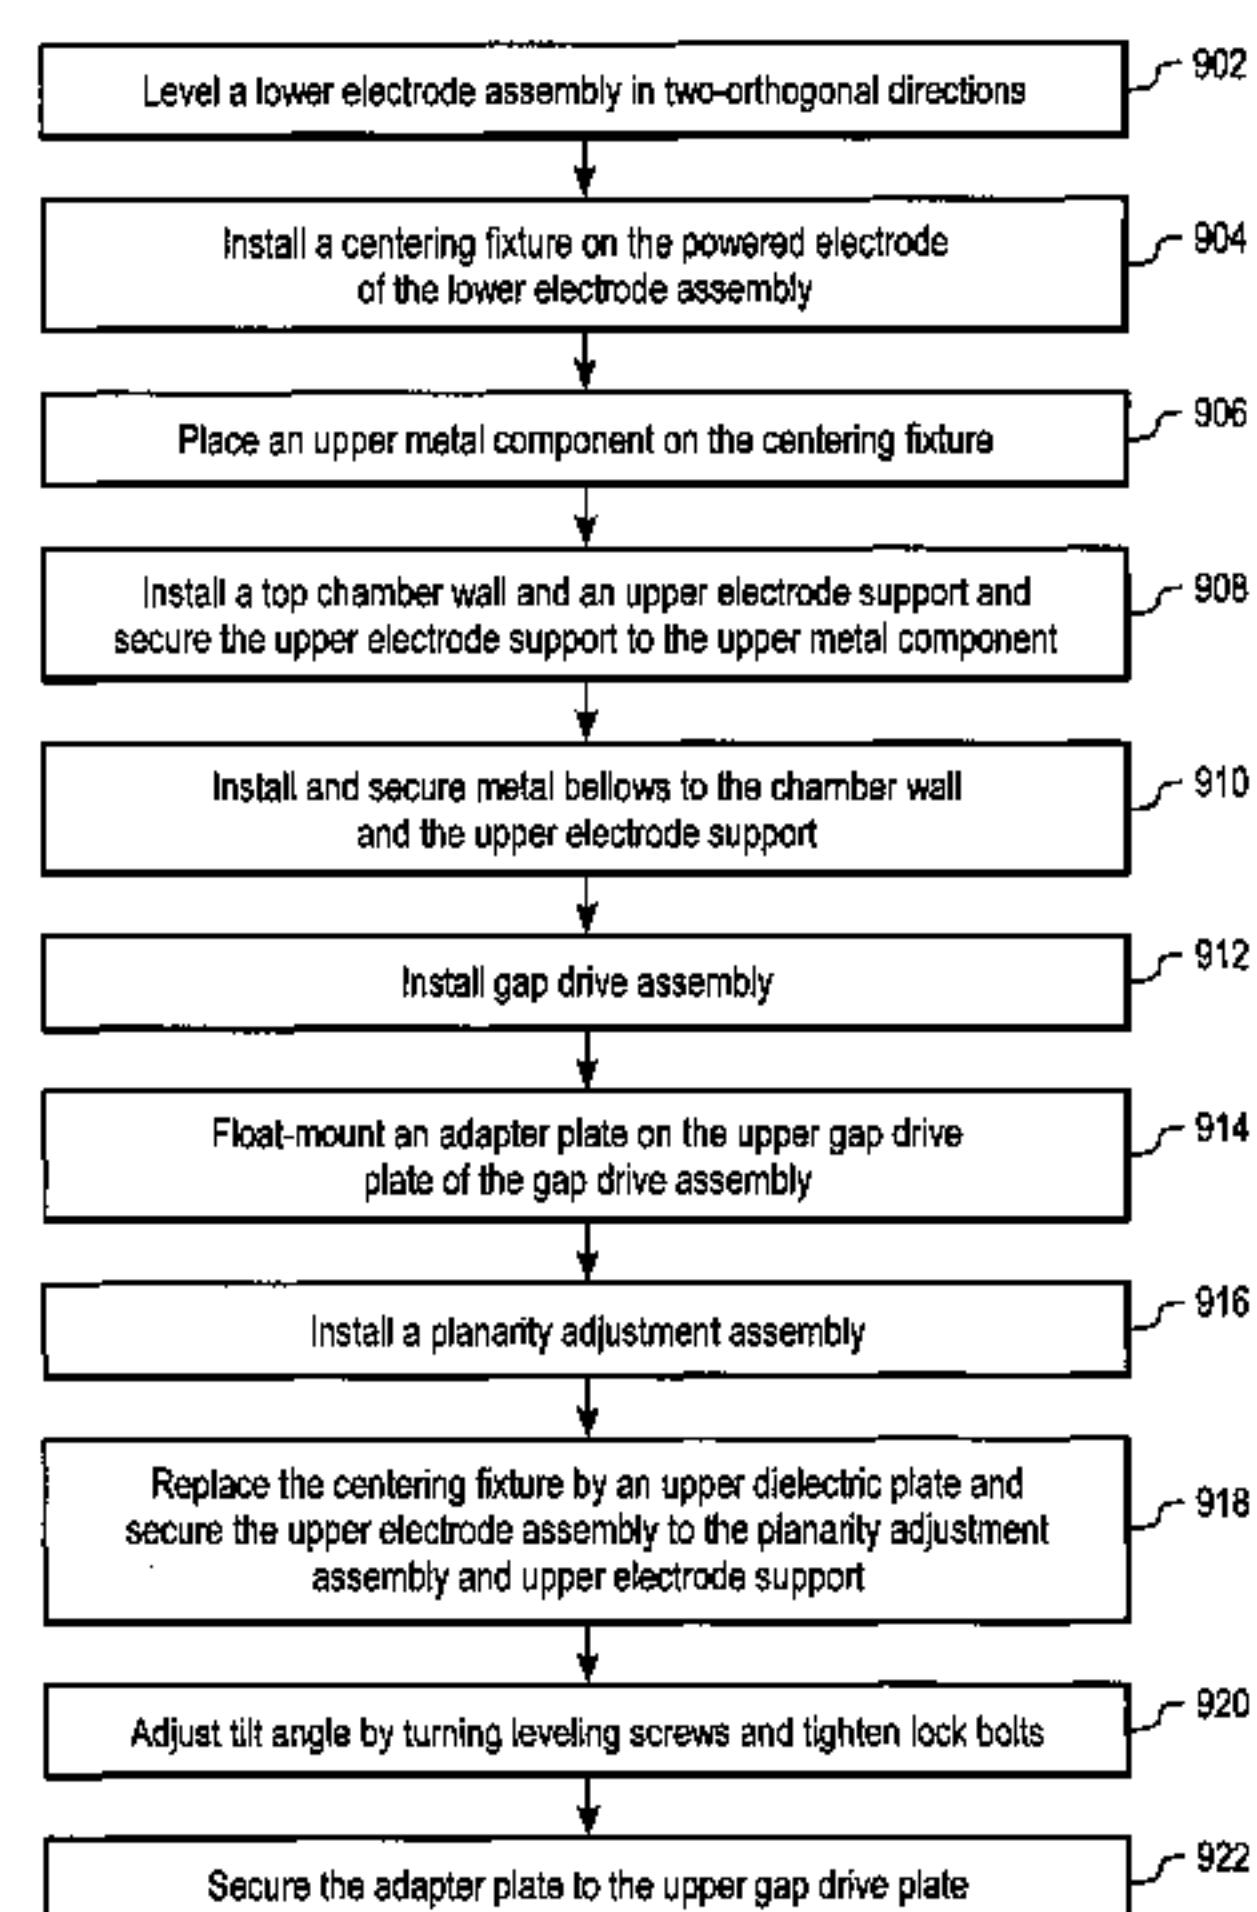 Level a lower electrode assembly in two-orthogonal directions
902
Install a centering fixture on the powered electrode
of the lower electrode assembly
904
Place an upper metal component on the centering fixture
906
Install a top chamber wall and an upper electrode support and
secure the upper electrode support to the upper metal component
908
Install and secure metal bellows to the chamber wall
and the upper electrode support
910
Install gap drive assembly
912
Float-mount an adapter plate on the upper gap drive
plate of the gap drive assembly
914
Install a planarity adjustment assembly
916
Replace the centering fixture by an upper dielectric plate and
secure the upper electrode assembly to the planarity adjustment
assembly and upper electrode support
918
Adjust tilt angle by turning leveling screws and tighten lock bolts
920
Secure the adapter plate to the upper gap drive plate
922